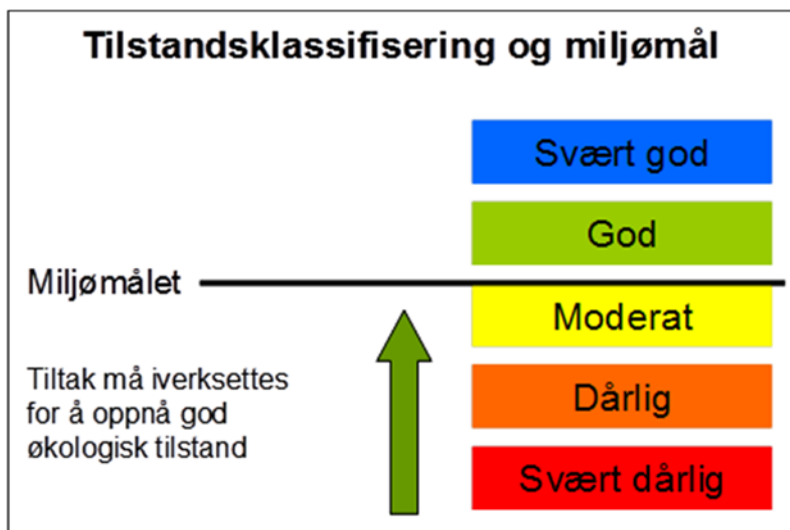 Tilstandsklassifisering og miljømål
Svært god
God
Miljømålet
Moderat
Tiltak må iverksettes
for å oppnå god
økologisk tilstand
Dårlig
Svært dårlig